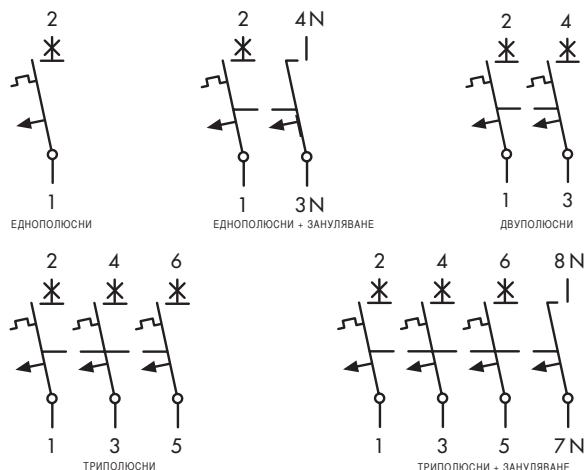 2 2 4N 2 4
1 1 3N 1 3
ЕДНОПОЛЮСНИ ЕДНОПОЛЮСНИ + ЗАНУЛЯВАНЕ ДВУПОЛЮСНИ
2 4 6 2 4 6 8N
1 3 5 1 3 5 7N
ТРИПОЛЮСНИ ТРИПОЛЮСНИ + ЗАНУЛЯВАНЕ